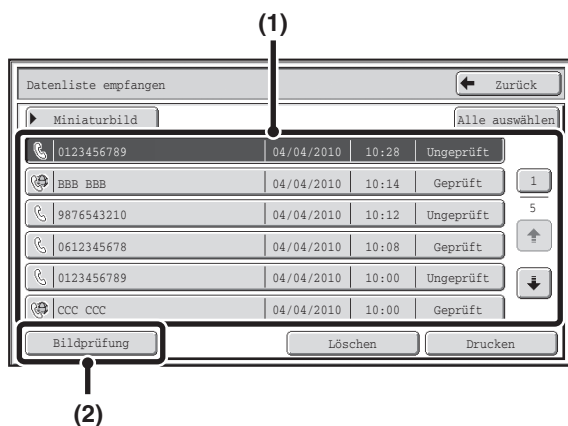 (1)
Datenliste empfangen
Zurück
Miniaturbild
Alle auswählen
0123456789 04/04/2010 10:28 Ungeprüft
BBB BBB 04/04/2010 10:14 Geprüft
1
9876543210 04/04/2010 10:12 Ungeprüft
5
0612345678 04/04/2010 10:08 Geprüft
0123456789 04/04/2010 10:00 Ungeprüft
CCC CCC 04/04/2010 10:00 Geprüft
Bildprüfung
Löschen
Drucken
(2)